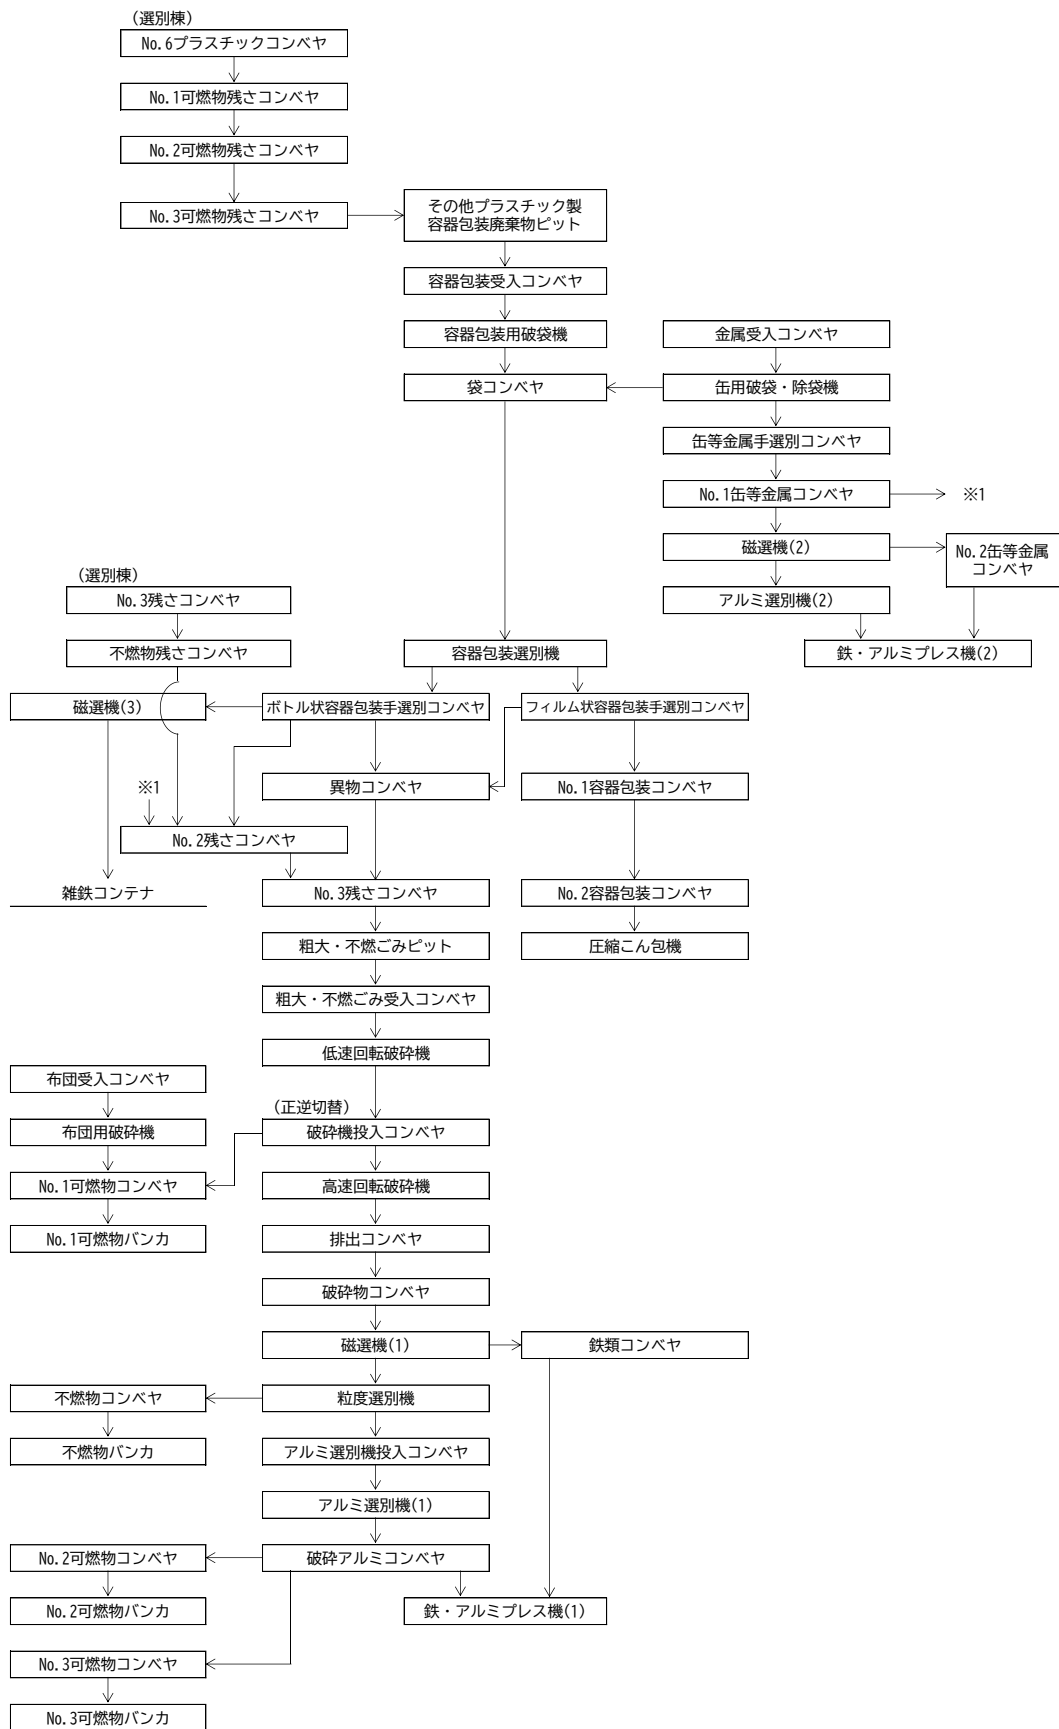 (選別棟)
No.6プラスチックコンベヤ
No.1可燃物残さコンベヤ
No.2可燃物残さコンベヤ
No.3可燃物残さコンベヤ
その他プラスチック製
容器包装廃棄物ピット
容器包装受入コンベヤ
容器包装用破袋機
金属受入コンベヤ
袋コンベヤ
缶用破袋・除袋機
缶等金属手選別コンベヤ
No.1缶等金属コンベヤ
※1
磁選機(2)
No.2缶等金属
コンベヤ
アルミ選別機(2)
(選別棟)
No.3残さコンベヤ
不燃物残さコンベヤ
容器包装選別機
鉄・アルミプレス機(2)
磁選機(3)
ボトル状容器包装手選別コンベヤ
フィルム状容器包装手選別コンベヤ
※1
異物コンベヤ
No.1容器包装コンベヤ
No.2残さコンベヤ
雑鉄コンテナ
No.3残さコンベヤ
No.2容器包装コンベヤ
粗大・不燃ごみピット
圧縮こん包機
粗大・不燃ごみ受入コンベヤ
低速回転破砕機
布団受入コンベヤ
(正逆切替)
布団用破砕機
破砕機投入コンベヤ
No.1可燃物コンベヤ
高速回転破砕機
No.1可燃物バンカ
排出コンベヤ
破砕物コンベヤ
磁選機(1)
鉄類コンベヤ
不燃物コンベヤ
粒度選別機
不燃物バンカ
アルミ選別機投入コンベヤ
アルミ選別機(1)
No.2可燃物コンベヤ
破砕アルミコンベヤ
No.2可燃物バンカ
鉄・アルミプレス機(1)
No.3可燃物コンベヤ
No.3可燃物バンカ